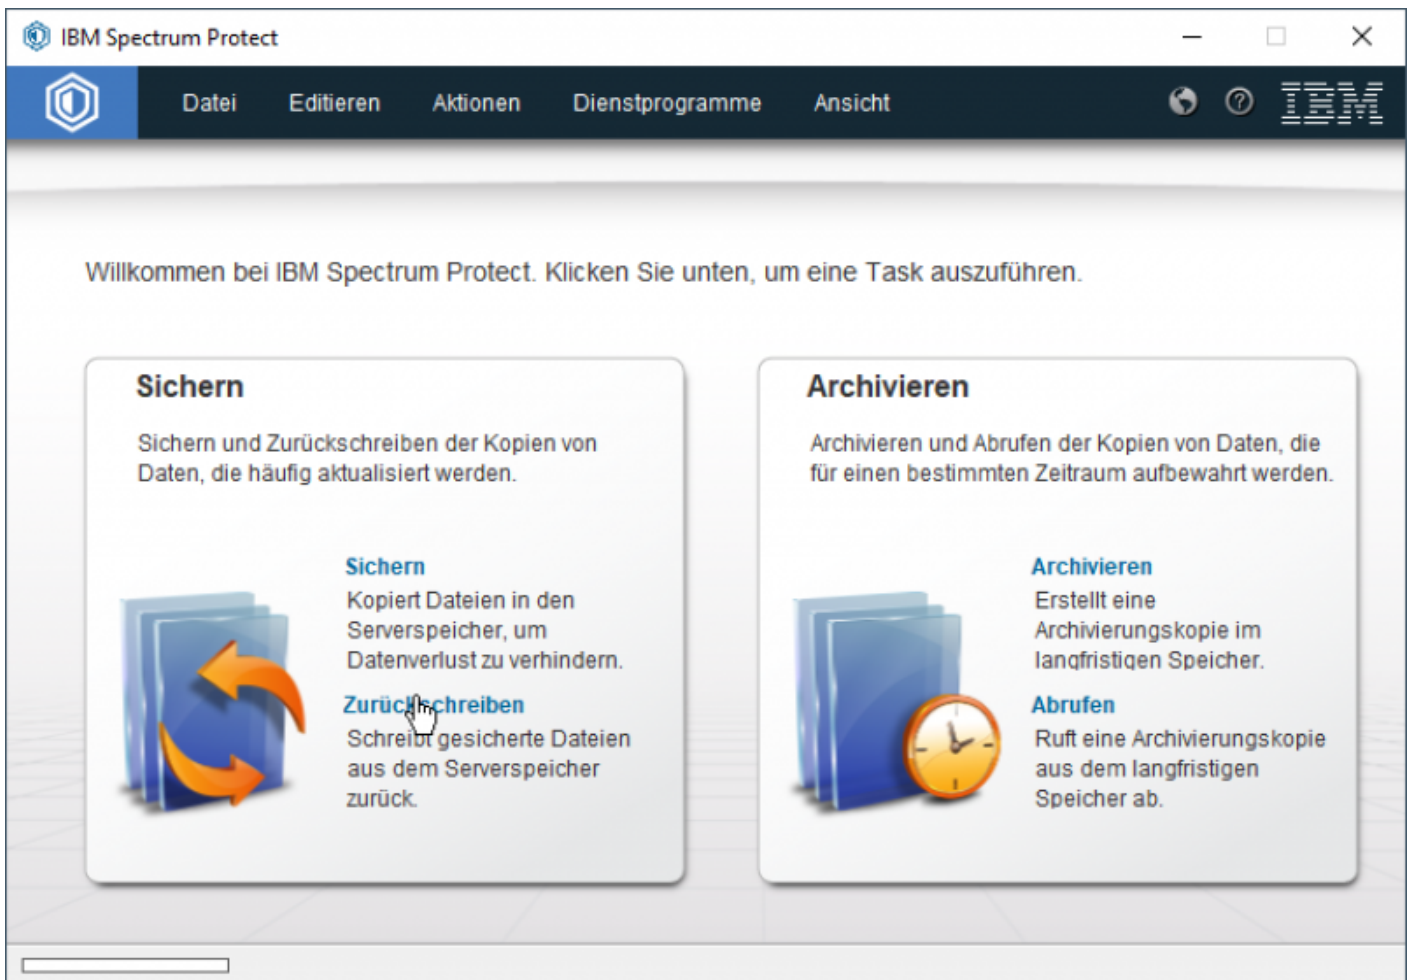 IBM Spectrum Protect
Datei Editieren Aktionen Dienstprogramme Ansicht IBM
Willkommen bei IBM Spectrum Protect. Klicken Sie unten, um eine Task auszuführen.
Sichern
Sichern und Zurückschreiben der Kopien von
Daten, die häufig aktualisiert werden.
Sichern
Kopiert Dateien in den
Serverspeicher, um
Datenverlust zu verhindern.
Zurückschreiben
Schreibt gesicherte Dateien
aus dem Serverspeicher
zurück.
Archivieren
Archivieren und Abrufen der Kopien von Daten, die
für einen bestimmten Zeitraum aufbewahrt werden.
Archivieren
Erstellt eine
Archivierungskopie im
langfristigen Speicher.
Abrufen
Ruft eine Archivierungskopie
aus dem langfristigen
Speicher ab.